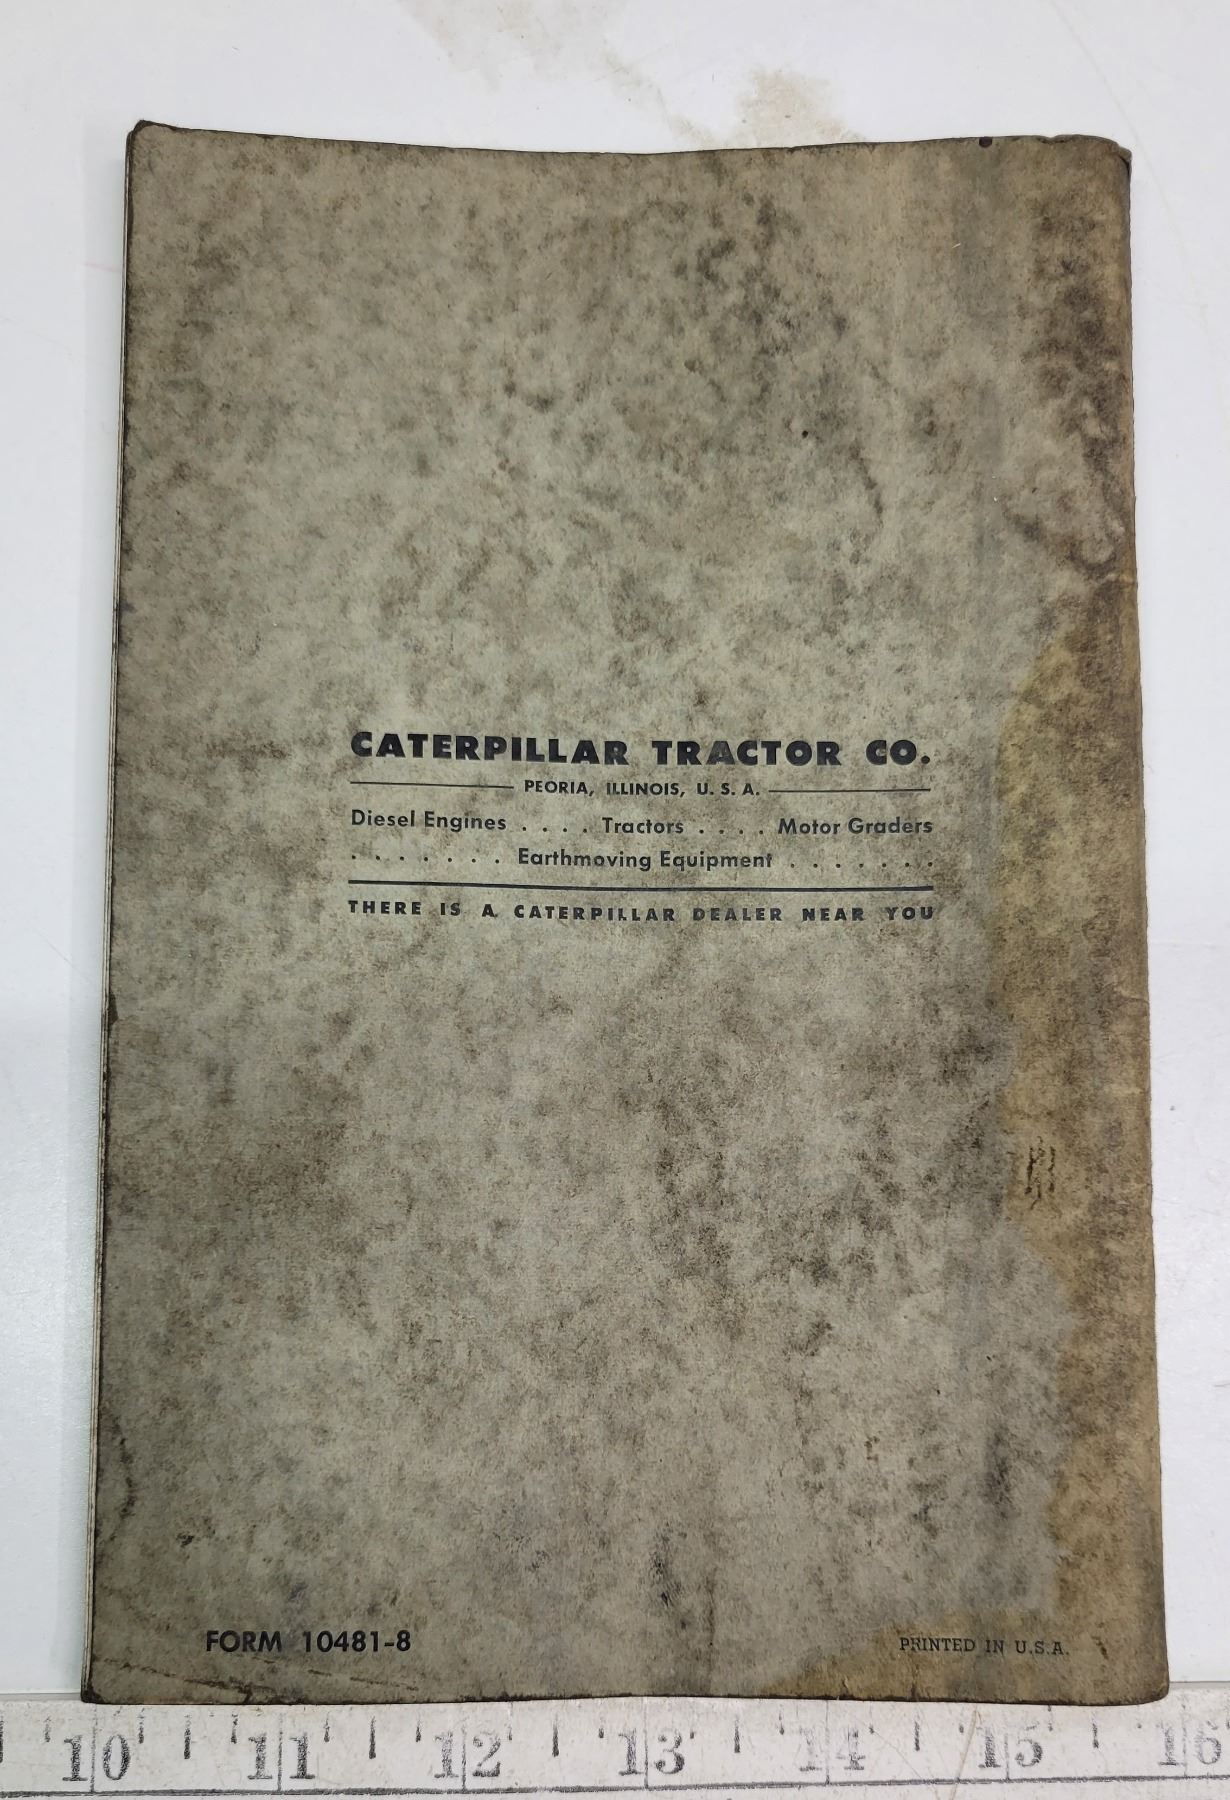 CATERPILLAR TRACTOR CO.
PEORIA, ILLINOIS, U. S. A.
Diesel Engines . . . . Tractors . . . . Motor Graders
. . . . . . . Earthmoving Equipment . . . . . . .
THERE IS A CATERPILLAR DEALER NEAR YOU
FORM 10481-8
PRINTED IN U.S.A.
10 11 12 13 14 15 16